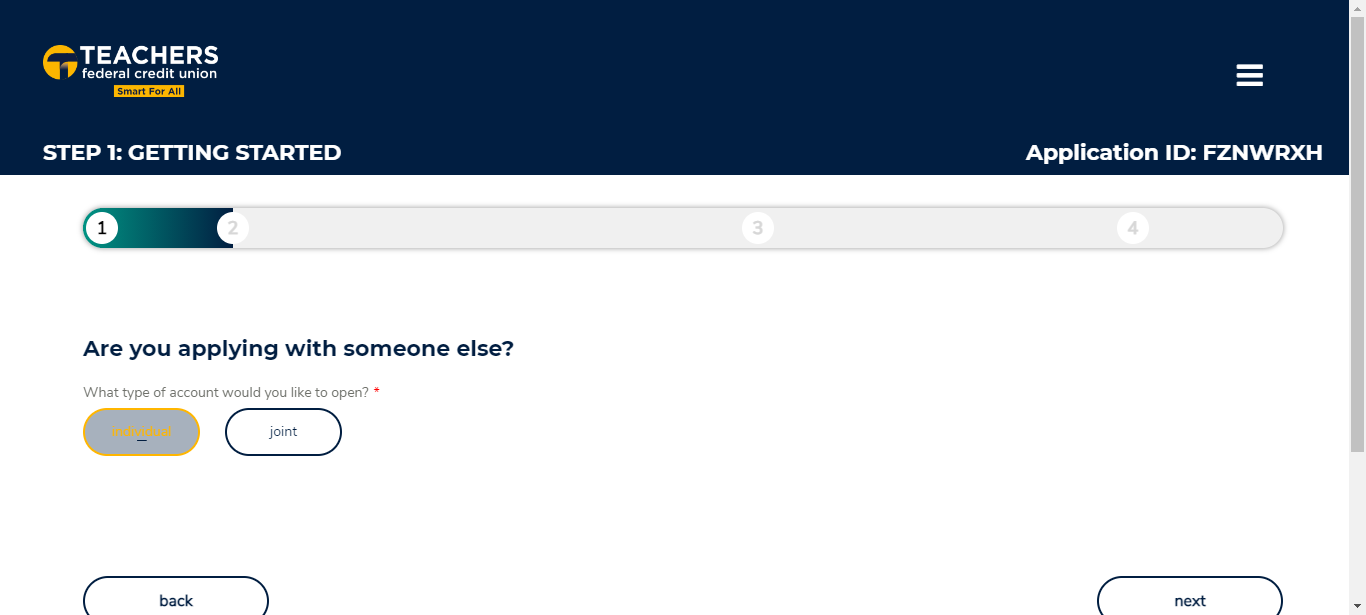 TEACHERS
federal credit union
Smart For All
STEP 1: GETTING STARTED
Application ID: FZNWRXH
1 2 3 4
Are you applying with someone else?
What type of account would you like to open? *
individual joint
back next